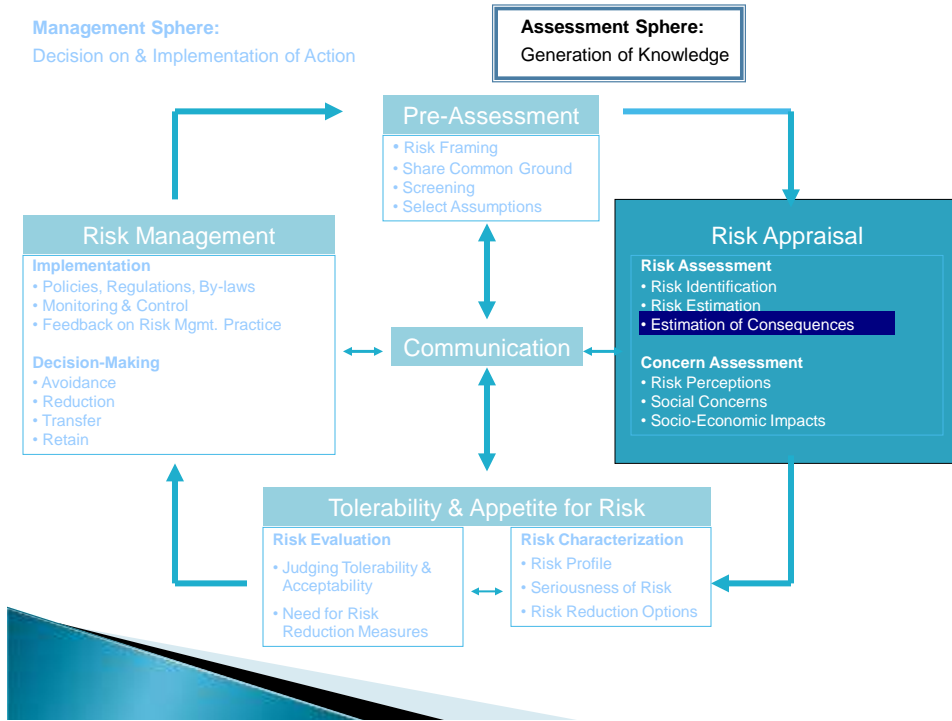 Management Sphere:
Decision on & Implementation of Action
Assessment Sphere:
Generation of Knowledge
Pre-Assessment
• Risk Framing
• Share Common Ground
• Screening
• Select Assumptions
Risk Management
Implementation
• Policies, Regulations, By-laws
• Monitoring & Control
• Feedback on Risk Mgmt. Practice
Decision-Making
• Avoidance
• Reduction
• Transfer
• Retain
Communication
Risk Appraisal
Risk Assessment
• Risk Identification
• Risk Estimation
• Estimation of Consequences
Concern Assessment
• Risk Perceptions
• Social Concerns
• Socio-Economic Impacts
Tolerability & Appetite for Risk
Risk Evaluation
• Judging Tolerability &
Acceptability
• Need for Risk
Reduction Measures
Risk Characterization
• Risk Profile
• Seriousness of Risk
• Risk Reduction Options